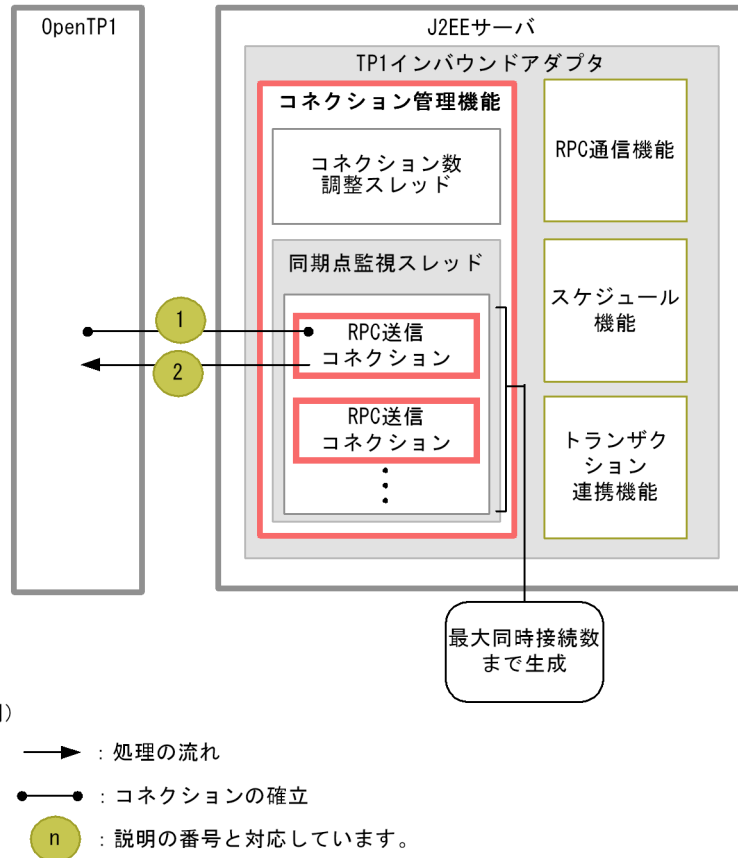 OpenTP1
J2EEサーバ
TP1インバウンドアダプタ
コネクション管理機能
コネクション数
調整スレッド
同期点監視スレッド
RPC送信
コネクション
RPC送信
コネクション
RPC通信機能
スケジュール
機能
トランザク
ション
連携機能
1
2
最大同時接続数
まで生成
)
：処理の流れ
：コネクションの確立
n
：説明の番号と対応しています。